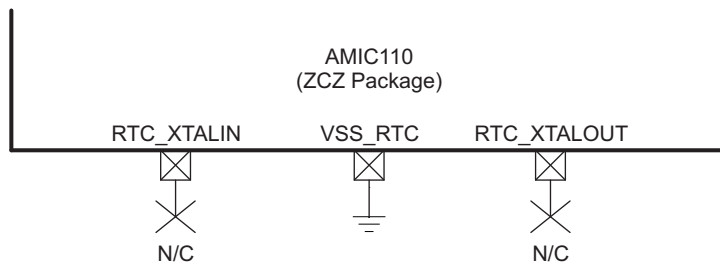 AMIC110
(ZCZ Package)
RTC_XTALIN VSS_RTC RTC_XTALOUT
N/C N/C